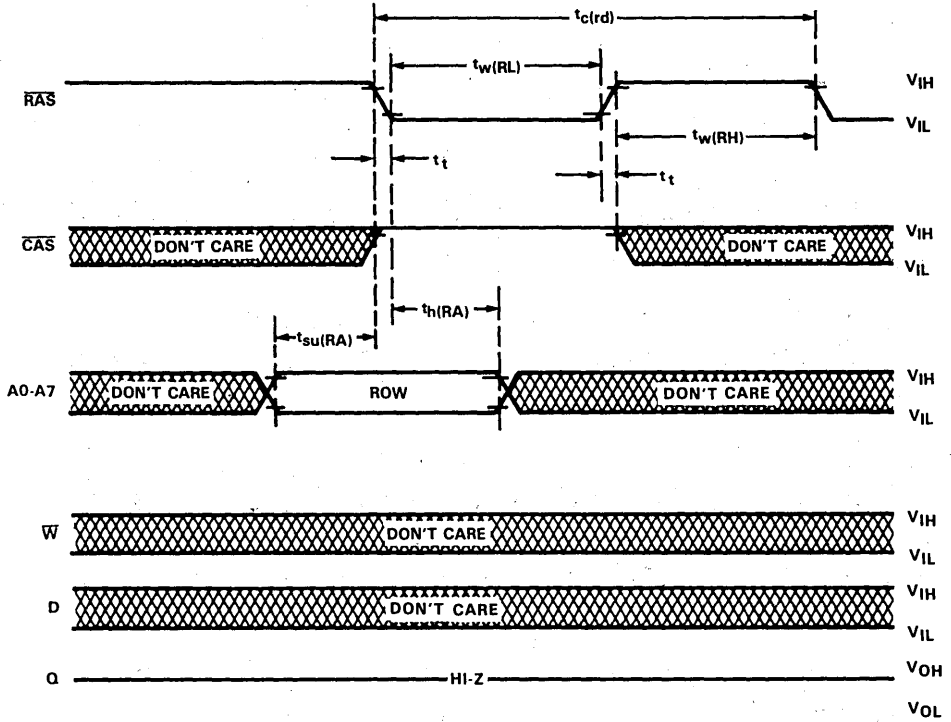 tc(rd)
tw(RL)
RAS
VIH
VIL
tw(RH)
tt
tt
CAS
DON'T CARE
DON'T CARE
VIH
VIL
th(RA)
tsu(RA)
A0-A7
DON'T CARE
ROW
DON'T CARE
VIH
VIL
W
DON'T CARE
VIH
VIL
D
DON'T CARE
VIH
VIL
Q
HI-Z
VOH
VOL